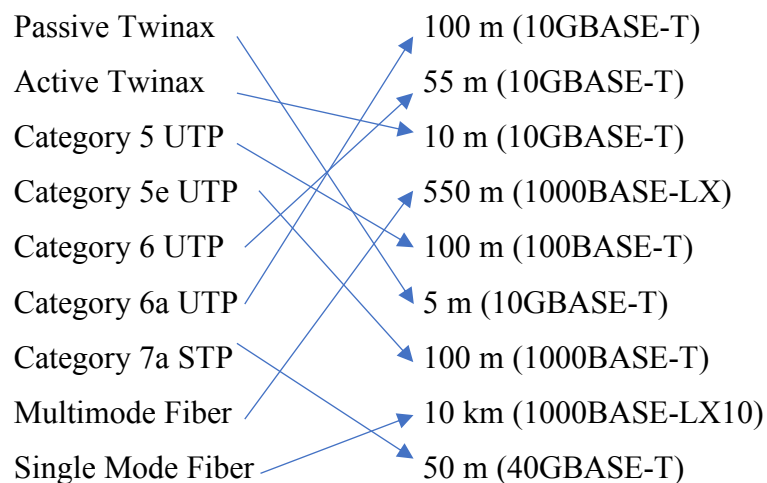 Passive Twinax 100 m (10GBASE-T)
Active Twinax 55 m (10GBASE-T)
Category 5 UTP 10 m (10GBASE-T)
Category 5e UTP 550 m (1000BASE-LX)
Category 6 UTP 100 m (100BASE-T)
Category 6a UTP 5 m (10GBASE-T)
Category 7a STP 100 m (1000BASE-T)
Multimode Fiber 10 km (1000BASE-LX10)
Single Mode Fiber 50 m (40GBASE-T)